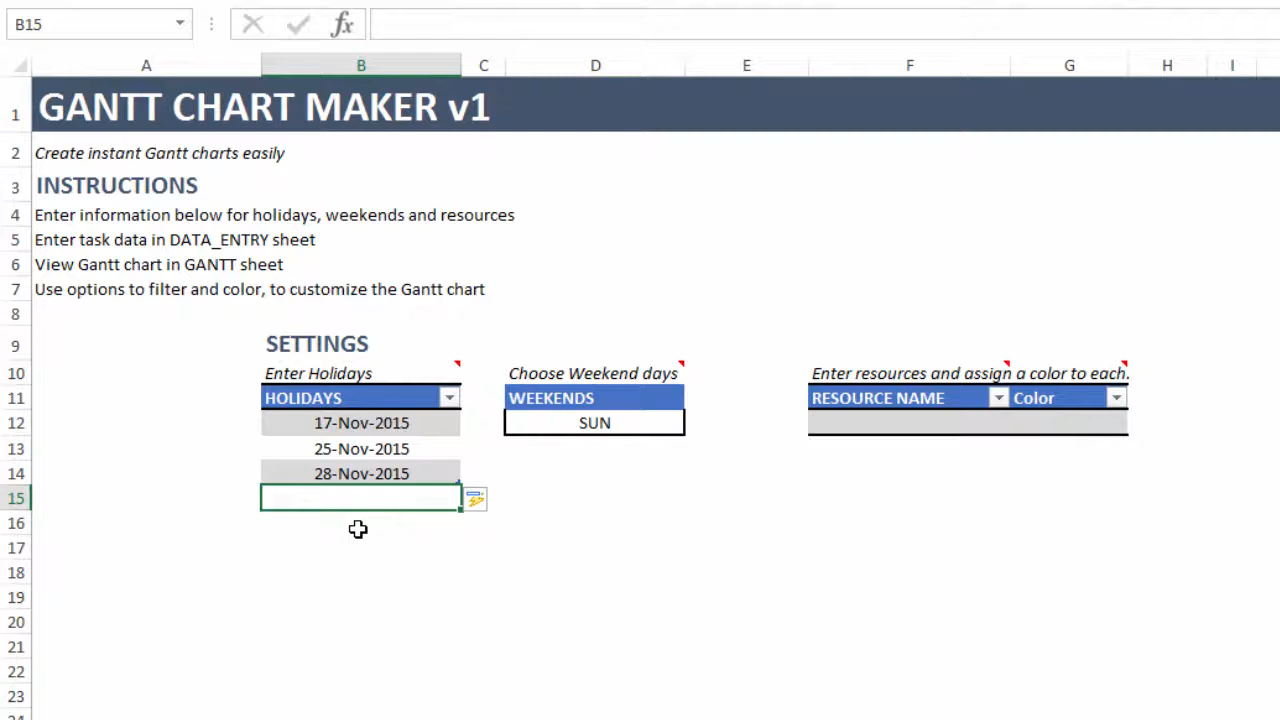 B15 fx
A B C D E F G H I
1 GANTT CHART MAKER v1
2 Create instant Gantt charts easily
3 INSTRUCTIONS
4 Enter information below for holidays, weekends and resources
5 Enter task data in DATA_ENTRY sheet
6 View Gantt chart in GANTT sheet
7 Use options to filter and color, to customize the Gantt chart
8
9 SETTINGS
10 Enter Holidays Choose Weekend days Enter resources and assign a color to each.
11 HOLIDAYS WEEKENDS RESOURCE NAME Color
12 17-Nov-2015 SUN
13 25-Nov-2015
14 28-Nov-2015
15
16
17
18
19
20
21
22
23
24